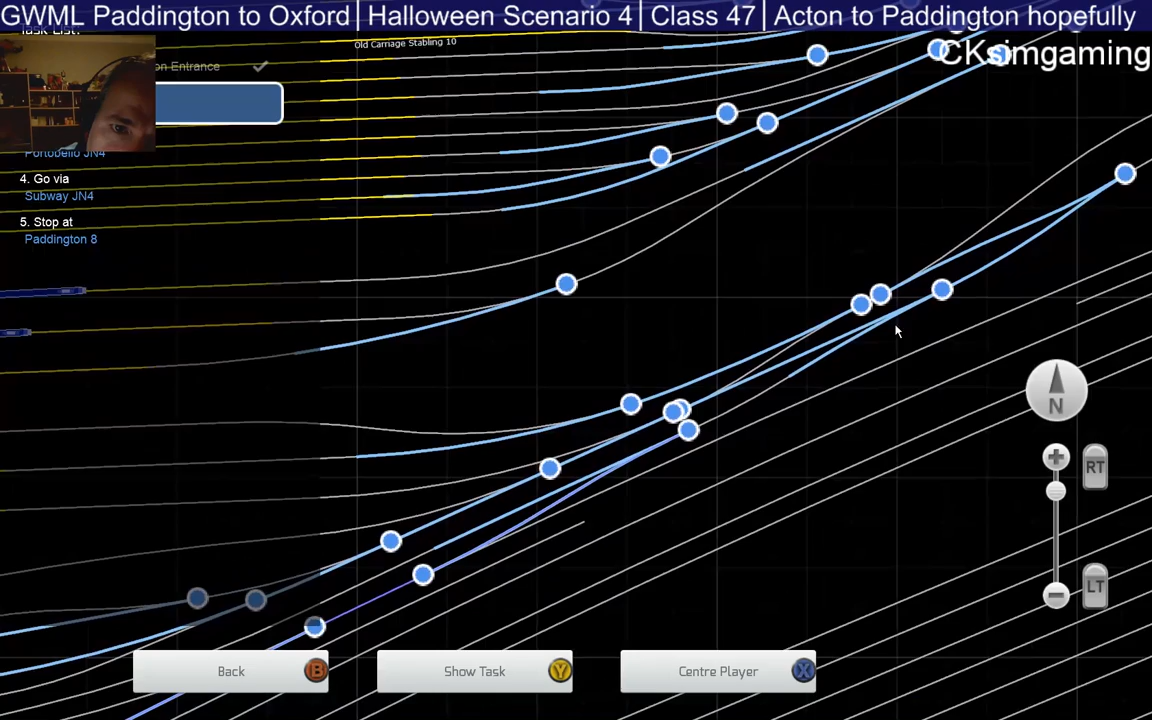 GWML Paddington to Oxford | Halloween Scenario 4 | Class 47 | Acton to Paddington hopefully
Task List:
Old Carriage Stabling 10
CKsimgaming
on Entrance
Portobello JN4
4. Go via
Subway JN4
5. Stop at
Paddington 8
N
RT
LT
Back B
Show Task Y
Centre Player X